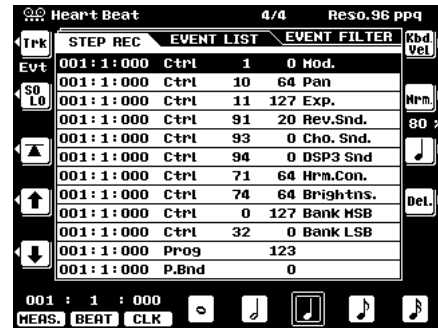 Heart Beat 4/4 Reso.96 ppq
Trk STEP REC EVENT LIST EVENT FILTER Kbd. Vel
Evt 001:1:000 Ctrl 1 0 Mod.
SO LO 001:1:000 Ctrl 10 64 Pan
001:1:000 Ctrl 11 127 Exp. Nrm.
001:1:000 Ctrl 91 20 Rev.Snd. 80 %
001:1:000 Ctrl 93 0 Cho. Snd.
001:1:000 Ctrl 94 0 DSP3 Snd
001:1:000 Ctrl 71 64 Hrm.Con.
001:1:000 Ctrl 74 64 Brightns.
001:1:000 Ctrl 0 127 Bank MSB Del.
001:1:000 Ctrl 32 0 Bank LSB
001:1:000 Prog 123
001:1:000 P.Bnd 0
001 : 1 : 000
MEAS. BEAT CLK